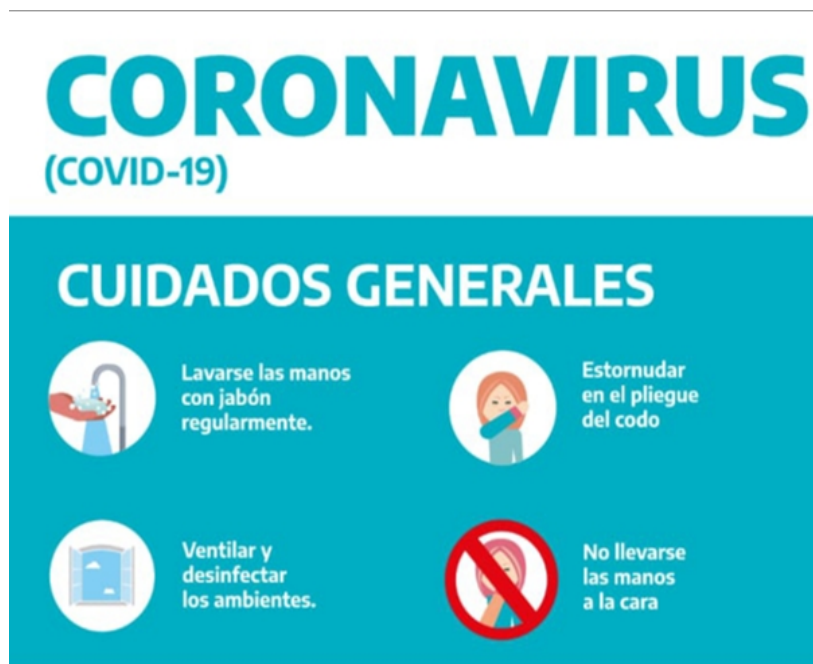 CORONAVIRUS
(COVID-19)
CUIDADOS GENERALES
Lavarse las manos
con jabón
regularmente.
Estornudar
en el pliegue
del codo
Ventilar y
desinfectar
los ambientes.
No llevarse
las manos
a la cara